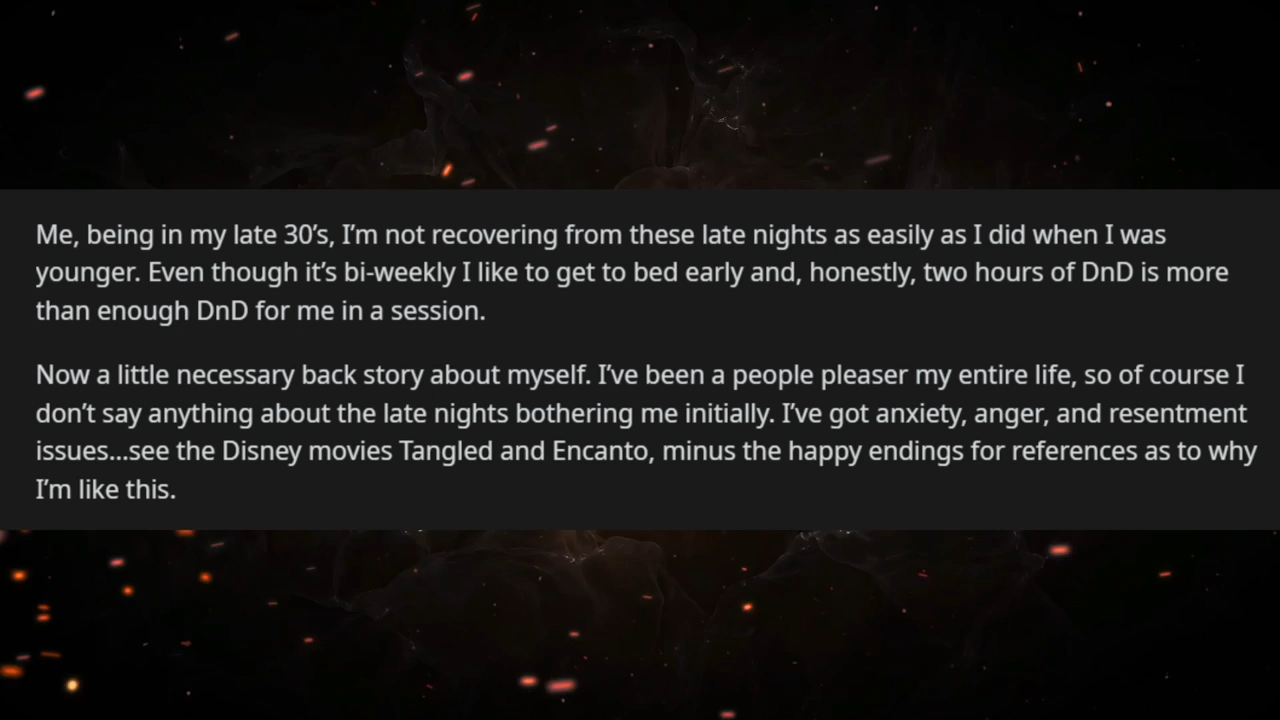 Me, being in my late 30’s, I’m not recovering from these late nights as easily as I did when I was
younger. Even though it’s bi-weekly I like to get to bed early and, honestly, two hours of DnD is more
than enough DnD for me in a session.
Now a little necessary back story about myself. I’ve been a people pleaser my entire life, so of course I
don’t say anything about the late nights bothering me initially. I’ve got anxiety, anger, and resentment
issues...see the Disney movies Tangled and Encanto, minus the happy endings for references as to why
I’m like this.